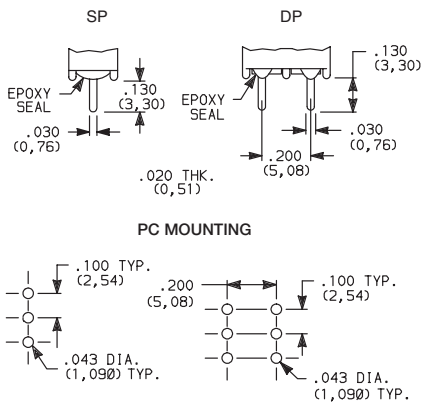 SP
DP
EPOXY
SEAL
.130
(3,30)
.030
(0,76)
EPOXY
SEAL
.130
(3,30)
.030
(0,76)
.200
(5,08)
.020 THK.
(0,51)
PC MOUNTING
.100 TYP.
(2,54)
.043 DIA.
(1,090) TYP.
.200
(5,08)
.100 TYP.
(2,54)
.043 DIA.
(1,090) TYP.